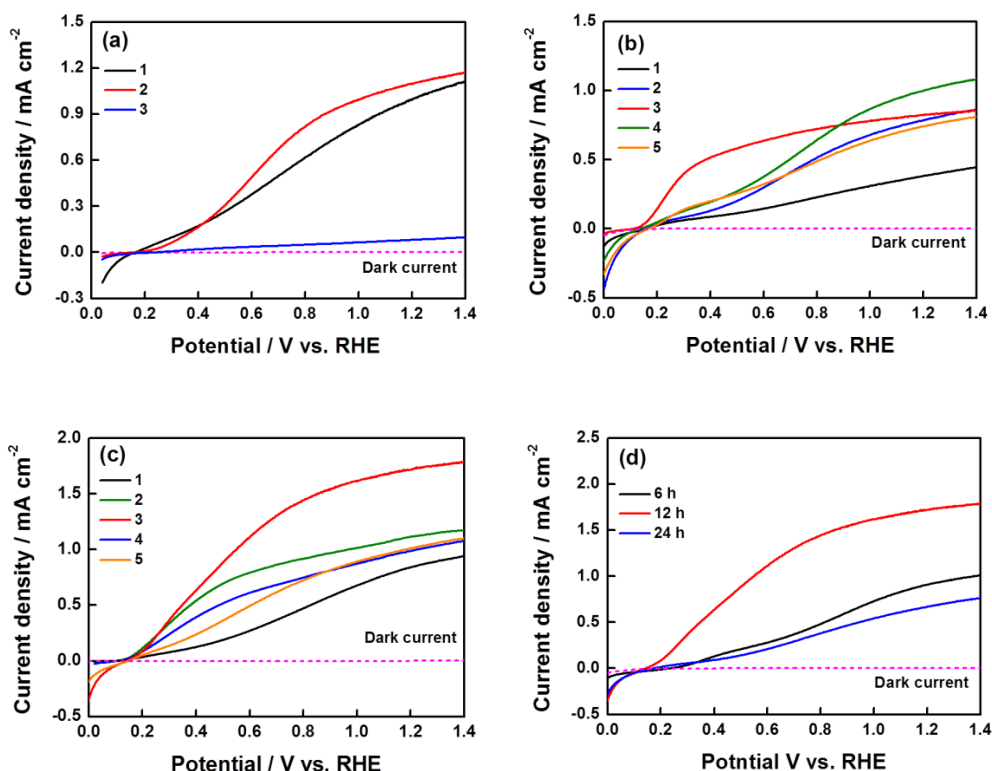 (a)
1
2
3
Current density / mA cm-2
1.5
1.2
0.9
0.6
0.3
0.0
-0.3
Dark current
0.0 0.2 0.4 0.6 0.8 1.0 1.2 1.4
Potential / V vs. RHE
(b)
1
2
3
4
5
Current density / mA cm-2
1.0
0.5
0.0
-0.5
Dark current
0.0 0.2 0.4 0.6 0.8 1.0 1.2 1.4
Potential / V vs. RHE
(c)
1
2
3
4
5
Current density / mA cm-2
2.0
1.5
1.0
0.5
0.0
-0.5
Dark current
0.0 0.2 0.4 0.6 0.8 1.0 1.2 1.4
Potential / V vs. RHE
(d)
6 h
12 h
24 h
Current density / mA cm-2
2.5
2.0
1.5
1.0
0.5
0.0
-0.5
Dark current
0.0 0.2 0.4 0.6 0.8 1.0 1.2 1.4
Potntial V vs. RHE